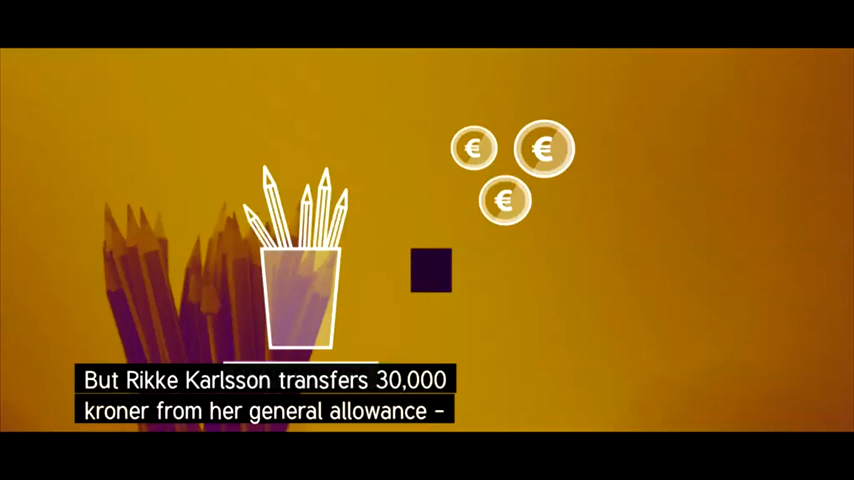 € €
€
But Rikke Karlsson transfers 30,000
kroner from her general allowance -